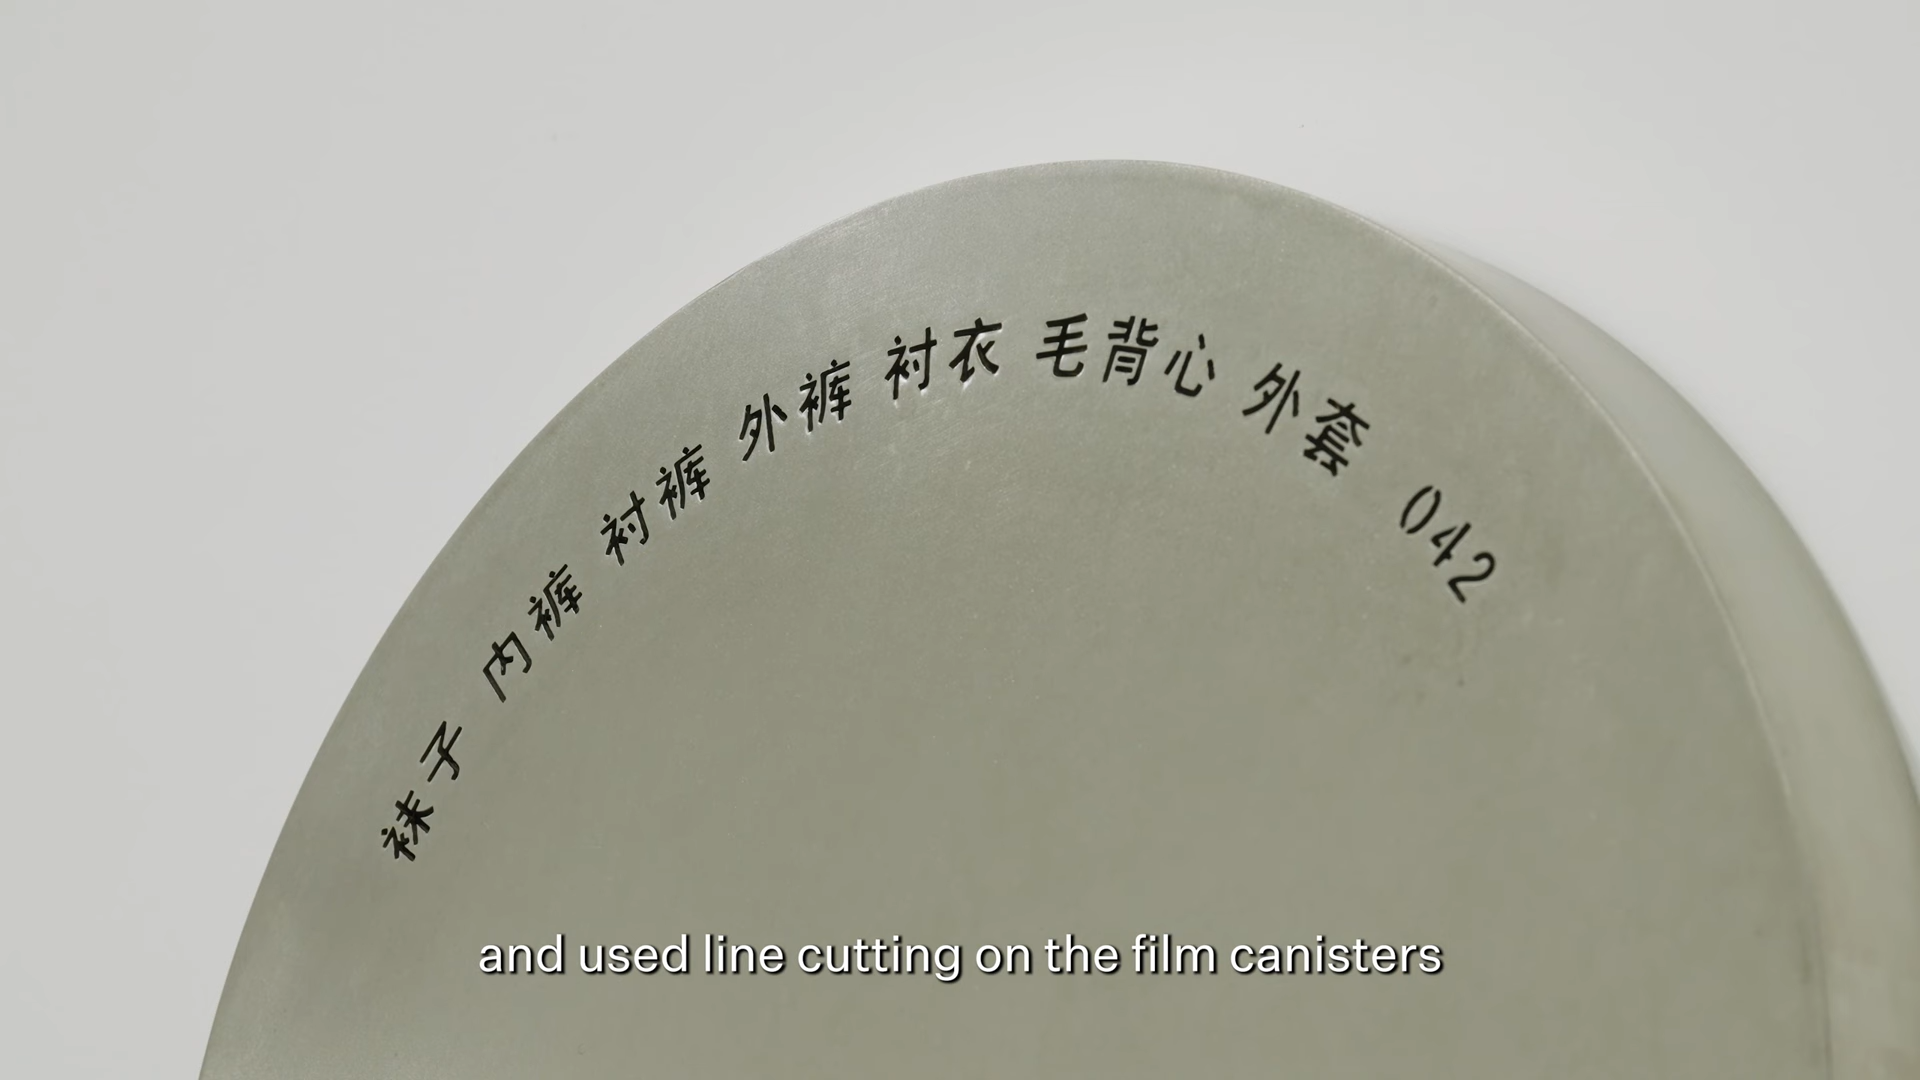 袜子 内裤 衬裤 外裤 衬衣 毛背心 外套 042
and used line cutting on the film canisters